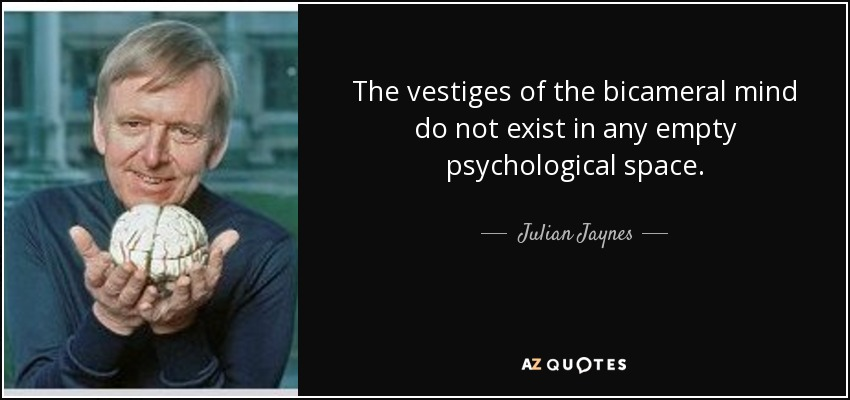 The vestiges of the bicameral mind
do not exist in any empty
psychological space.
Julian Jaynes
AZ QUOTES